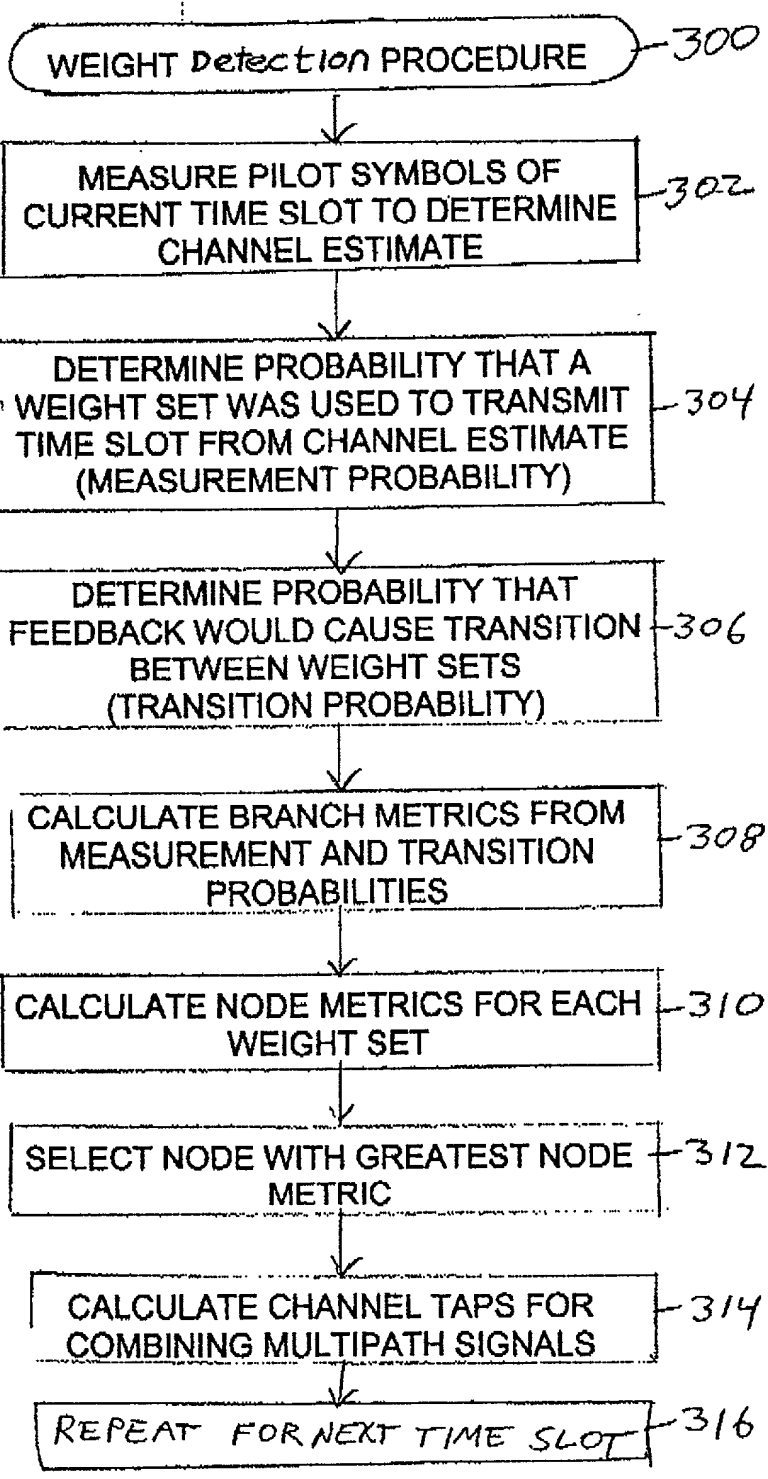 WEIGHT Detection PROCEDURE
300
MEASURE PILOT SYMBOLS OF
CURRENT TIME SLOT TO DETERMINE
CHANNEL ESTIMATE
302
DETERMINE PROBABILITY THAT A
WEIGHT SET WAS USED TO TRANSMIT
TIME SLOT FROM CHANNEL ESTIMATE
(MEASUREMENT PROBABILITY)
304
DETERMINE PROBABILITY THAT
FEEDBACK WOULD CAUSE TRANSITION
BETWEEN WEIGHT SETS
(TRANSITION PROBABILITY)
306
CALCULATE BRANCH METRICS FROM
MEASUREMENT AND TRANSITION
PROBABILITIES
308
CALCULATE NODE METRICS FOR EACH
WEIGHT SET
310
SELECT NODE WITH GREATEST NODE
METRIC
312
CALCULATE CHANNEL TAPS FOR
COMBINING MULTIPATH SIGNALS
314
REPEAT FOR NEXT TIME SLOT
316